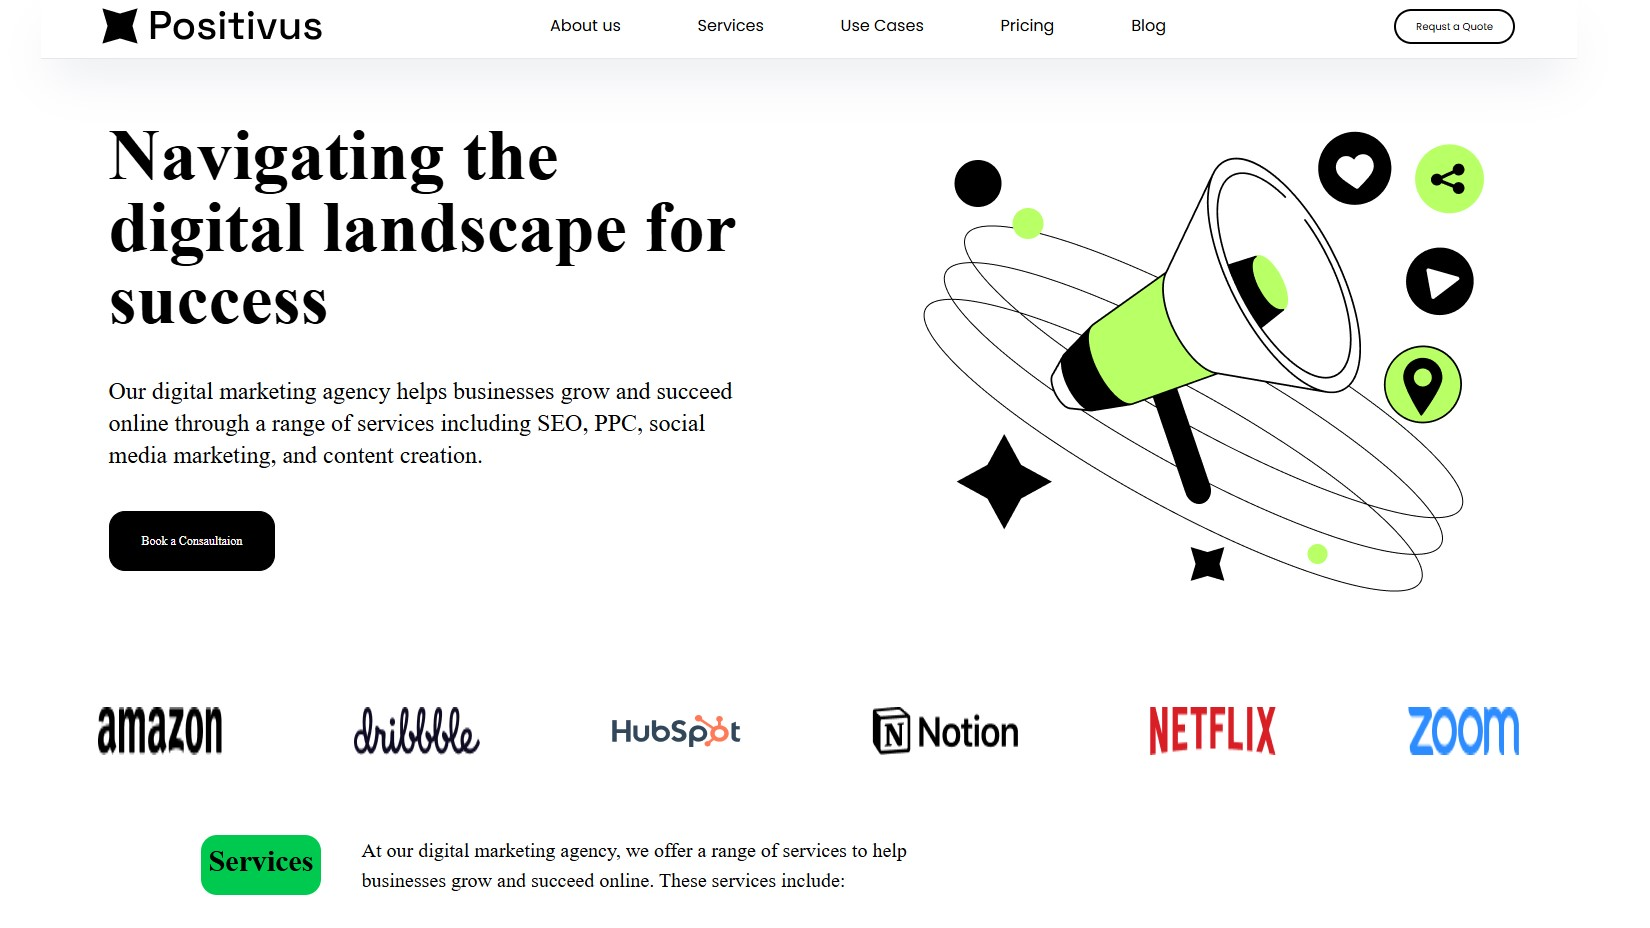 Positivus
About us
Services
Use Cases
Pricing
Blog
Requst a Quote
Navigating the
digital landscape for
success
Our digital marketing agency helps businesses grow and succeed
online through a range of services including SEO, PPC, social
media marketing, and content creation.
Book a Consaultaion
amazon
dribbble
HubSpot
N Notion
NETFLIX
zoom
Services
At our digital marketing agency, we offer a range of services to help
businesses grow and succeed online. These services include: